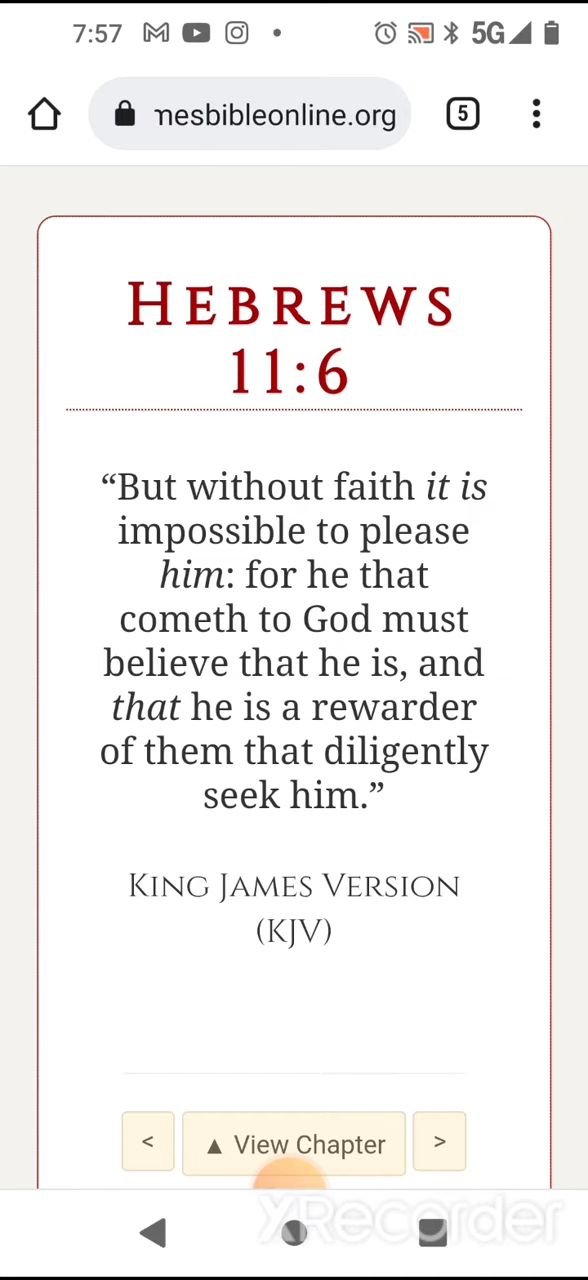 7:57 5G
nesbibleonline.org 5
HEBREWS
11:6
“But without faith it is
impossible to please
him: for he that
cometh to God must
believe that he is, and
that he is a rewarder
of them that diligently
seek him.”
KING JAMES VERSION
(KJV)
< ▲ View Chapter >
XRecorder